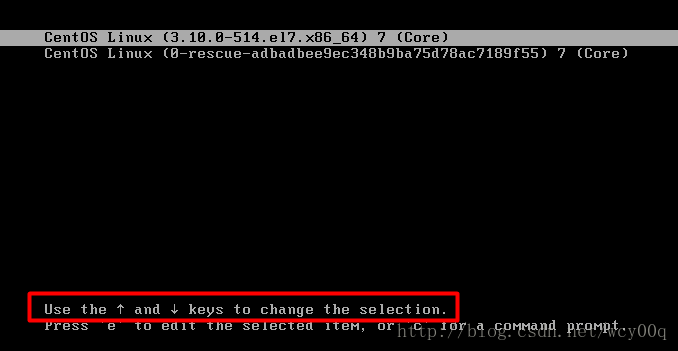 CentOS Linux (3.10.0-514.el7.x86_64) 7 (Core)
CentOS Linux (0-rescue-adbadbee9ec348b9ba75d78ac7189f55) 7 (Core)
Use the ↑ and ↓ keys to change the selection.
Press 'e' to edit the selected item, or 'c' for a command prompt.
http://blog.csdn.net/wcy00q